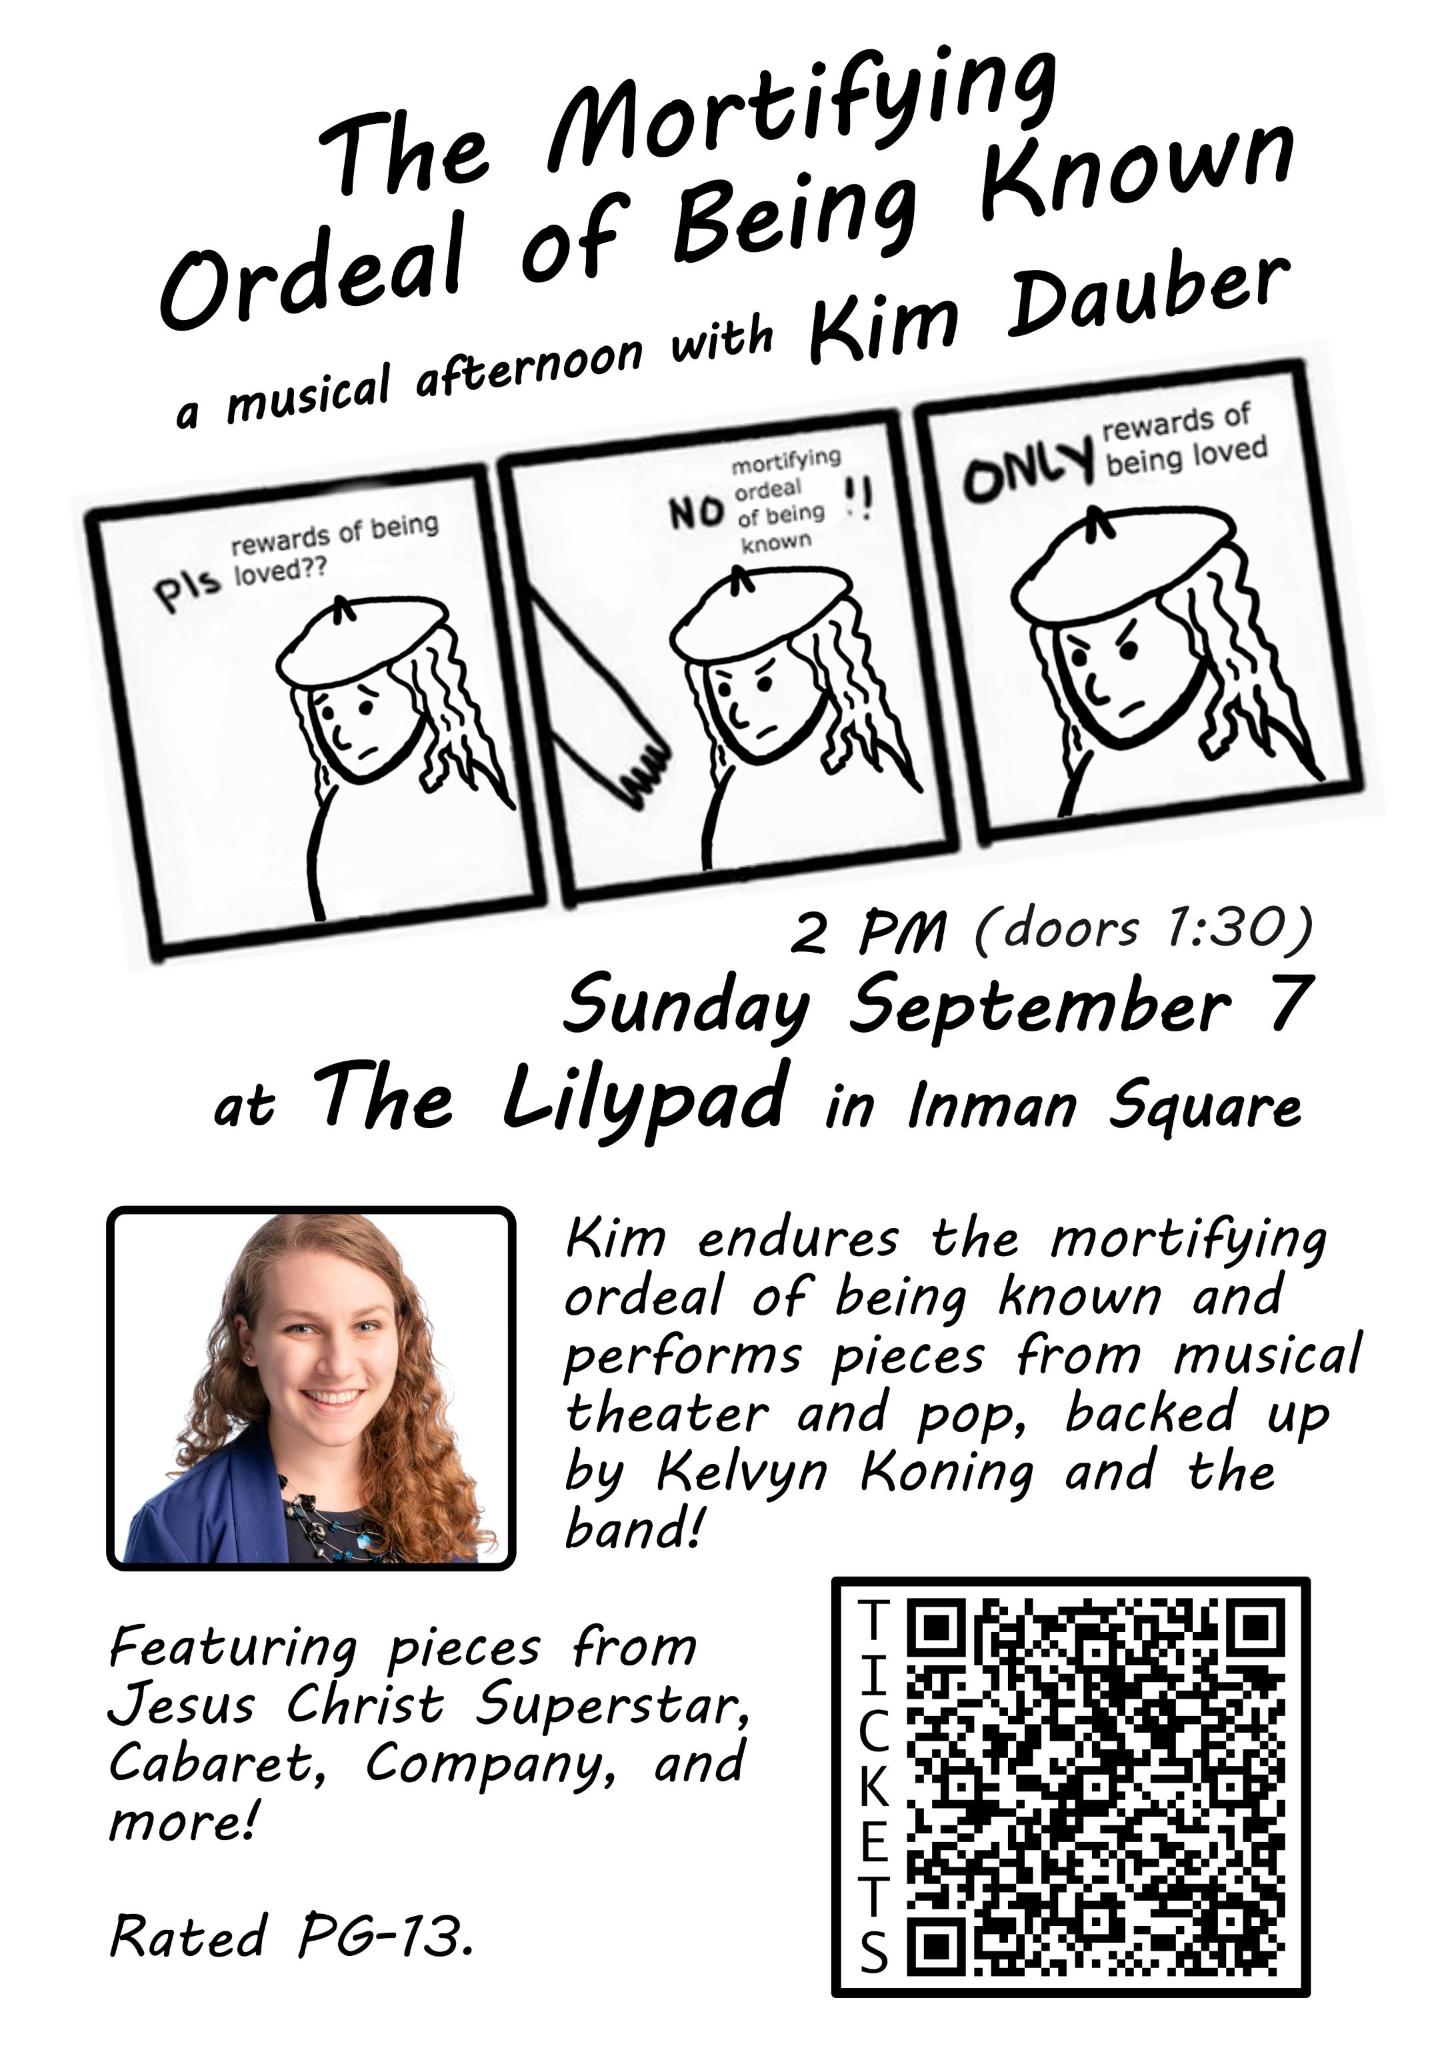 The Mortifying
Ordeal of Being Known
a musical afternoon with Kim Dauber
pls rewards of being
loved??
NO mortifying
ordeal
of being
known !!
ONLY rewards of
being loved
2 PM (doors 1:30)
Sunday September 7
at The Lilypad in Inman Square
Kim endures the mortifying
ordeal of being known and
performs pieces from musical
theater and pop, backed up
by Kelvyn Koning and the
band!
Featuring pieces from
Jesus Christ Superstar,
Cabaret, Company, and
more!
Rated PG-13.
TICKETS